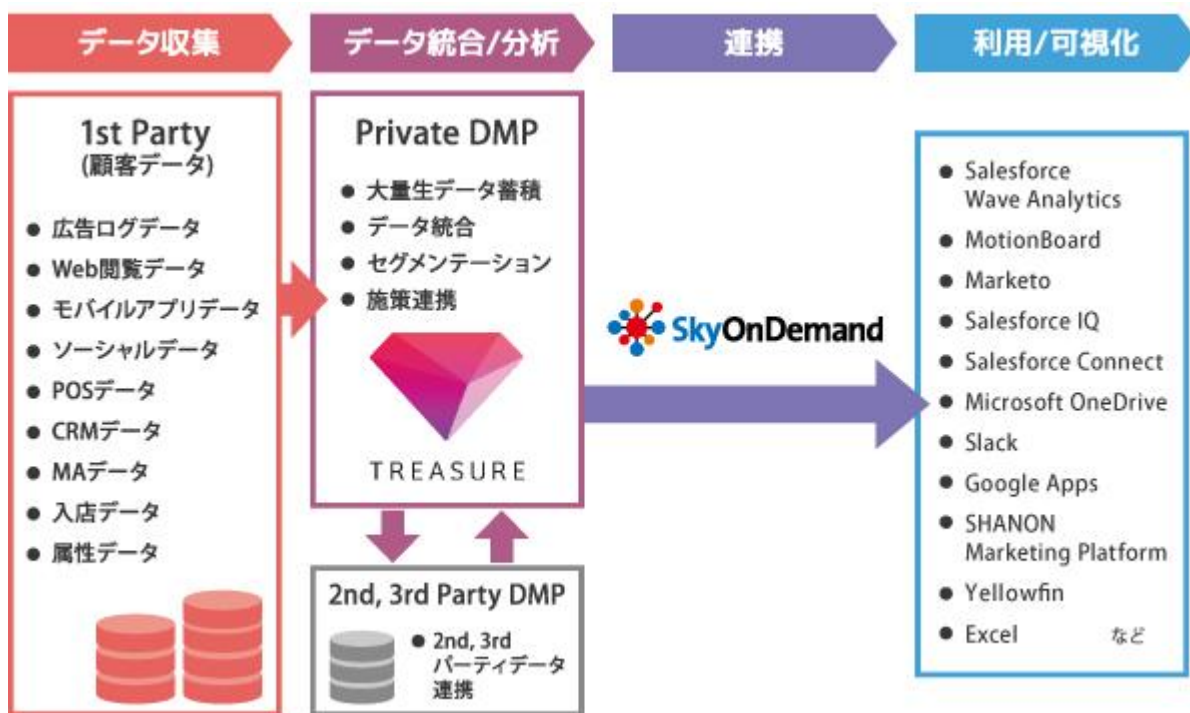 データ収集
データ統合/分析
連携
利用/可視化
1st Party
(顧客データ)
● 広告ログデータ
● Web閲覧データ
● モバイルアプリデータ
● ソーシャルデータ
● POSデータ
● CRMデータ
● MAデータ
● 入店データ
● 属性データ
Private DMP
● 大量生データ蓄積
● データ統合
● セグメンテーション
● 施策連携
TREASURE
2nd, 3rd Party DMP
● 2nd, 3rd
パーティデータ
連携
SkyOnDemand
● Salesforce
Wave Analytics
● MotionBoard
● Marketo
● Salesforce IQ
● Salesforce Connect
● Microsoft OneDrive
● Slack
● Google Apps
● SHANON
Marketing Platform
● Yellowfin
● Excel など